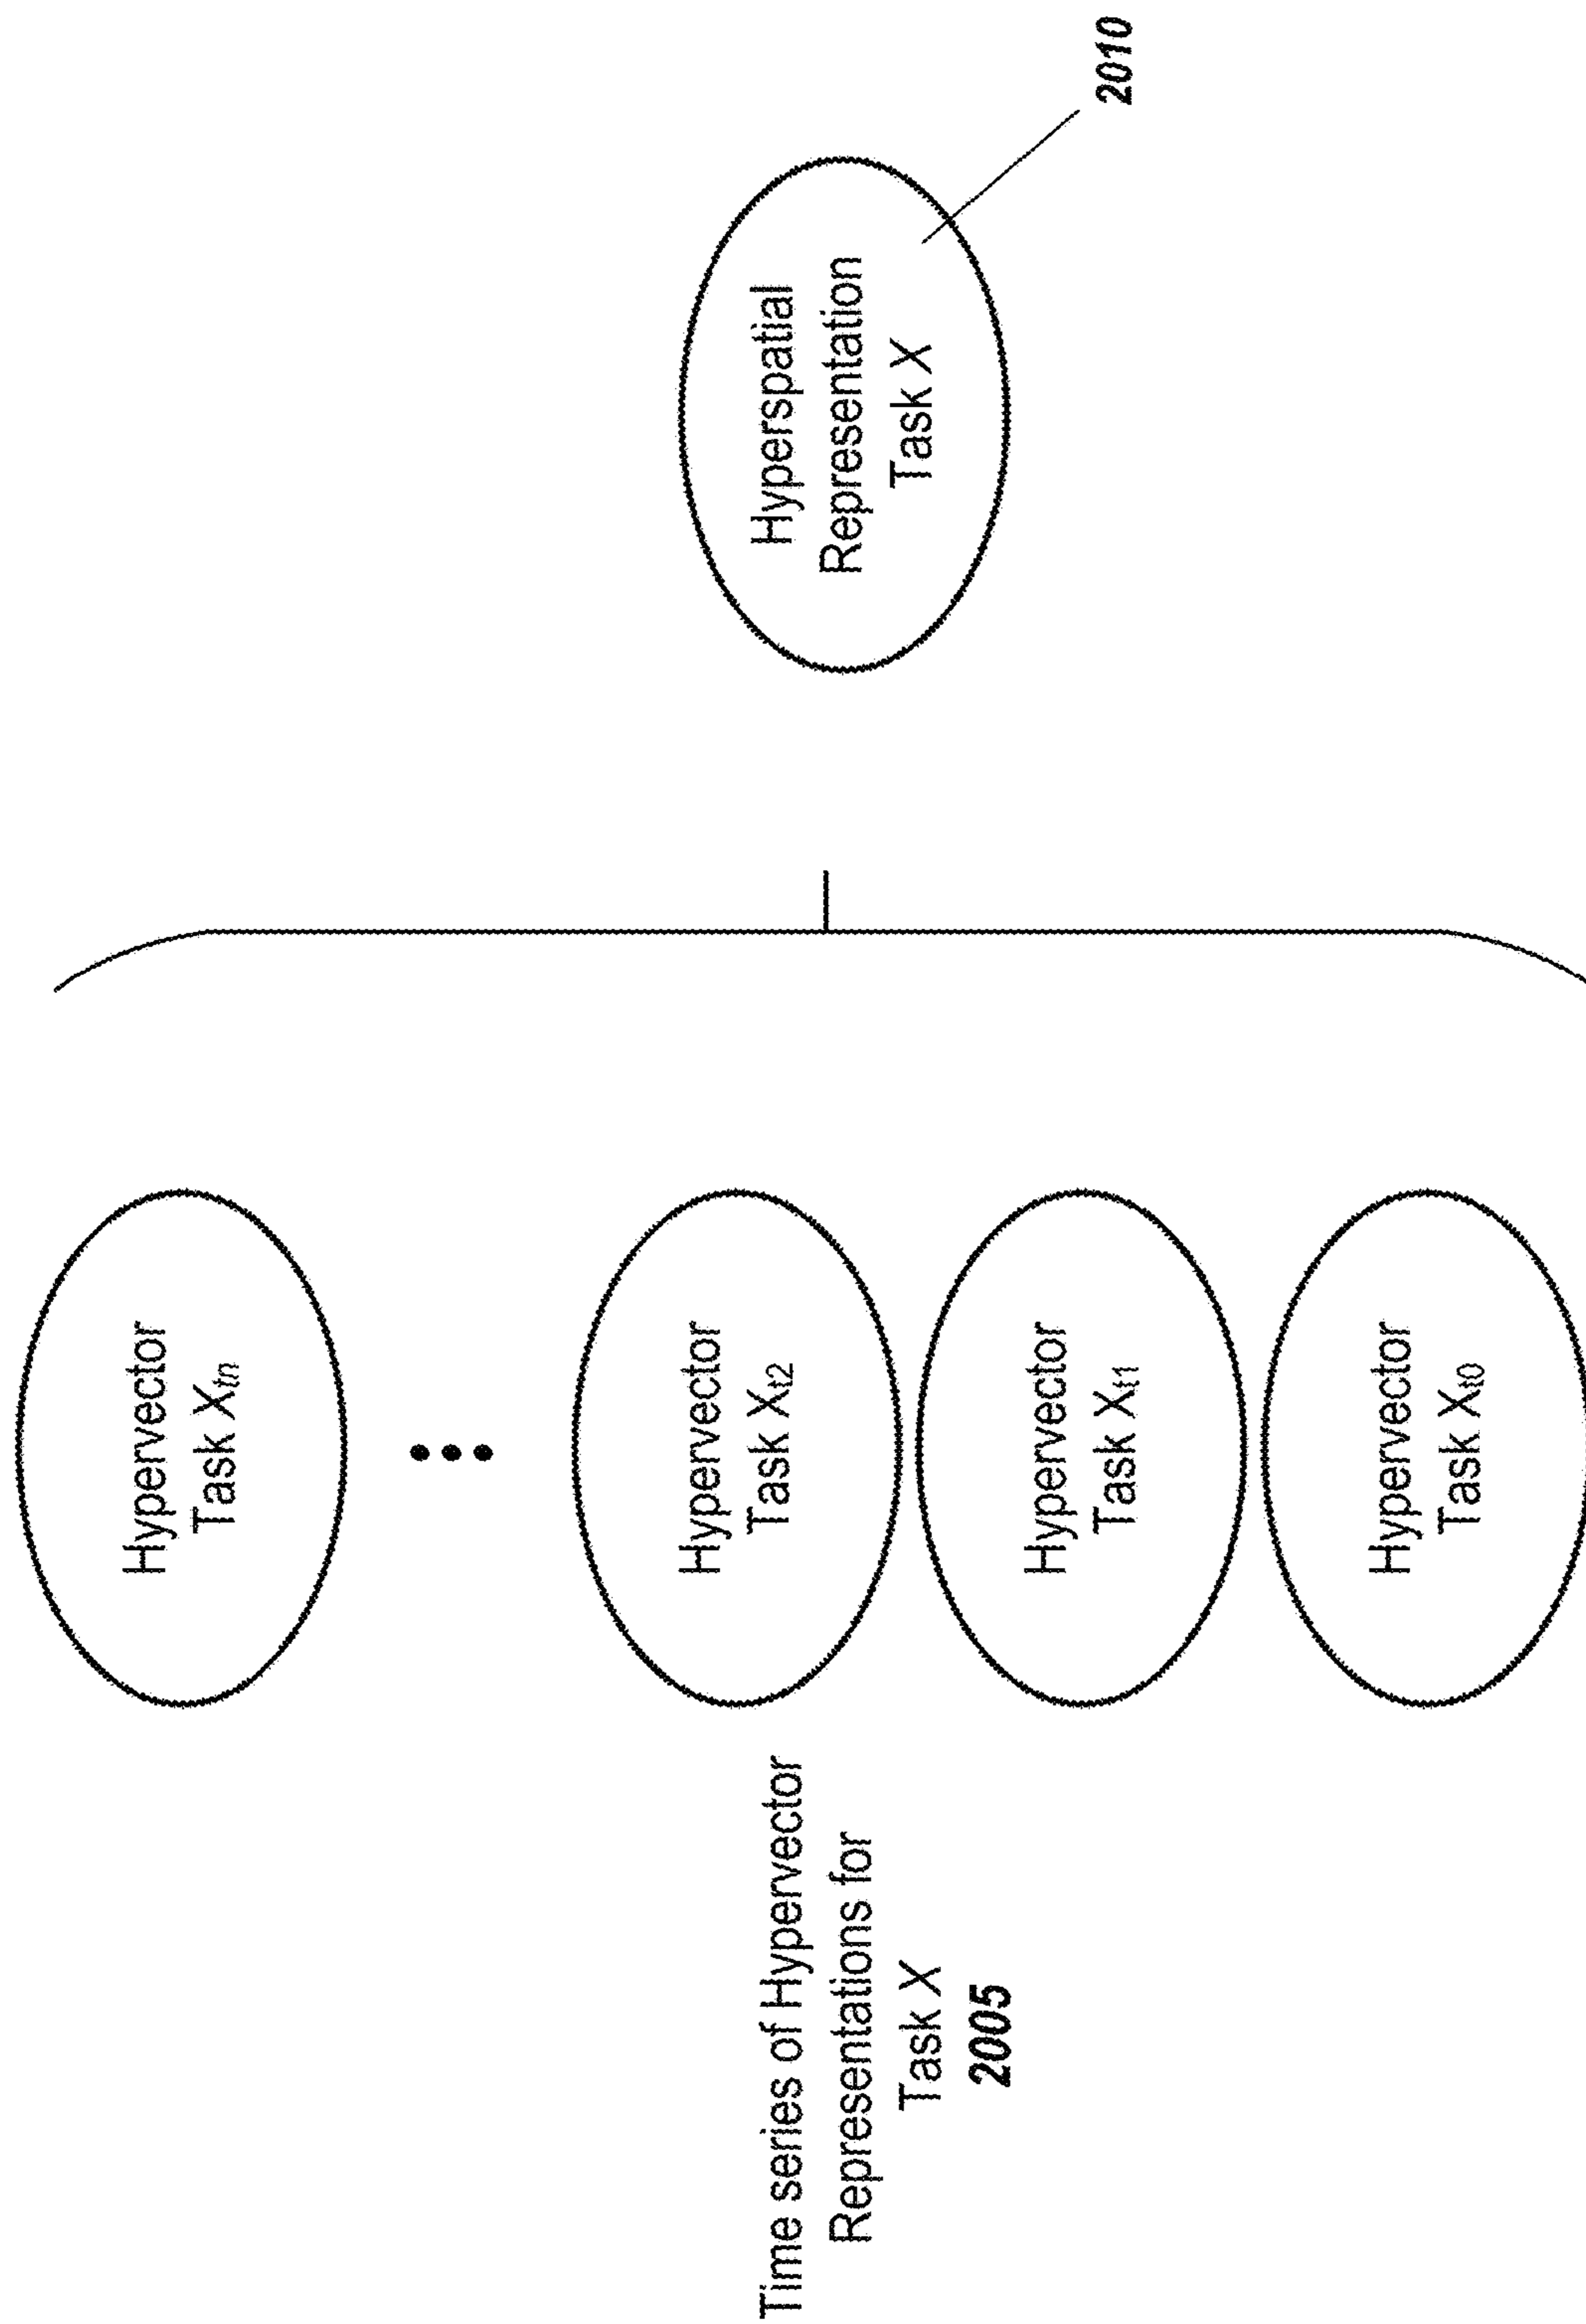 Time series of Hypervector
Representations for
Task X
2005
Hypervector
Task Xtn
Hypervector
Task Xt2
Hypervector
Task Xt1
Hypervector
Task Xt0
Hyperspatial
Representation
Task X
2010